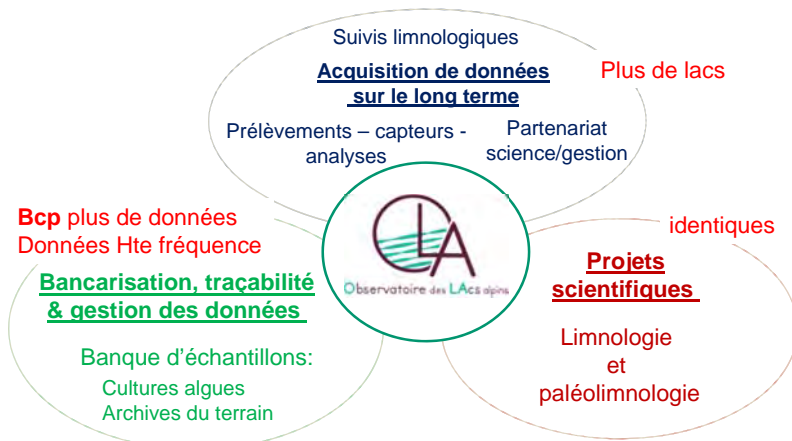 Suivis limnologiques
Acquisition de données
sur le long terme
Plus de lacs
Prélèvements – capteurs -
analyses
Partenariat
science/gestion
Bcp plus de données
Données Hte fréquence
Bancarisation, traçabilité
& gestion des données
Banque d'échantillons:
Cultures algues
Archives du terrain
OLA
Observatoire des LAcs alpins
identiques
Projets
scientifiques
Limnologie
et
paléolimnologie